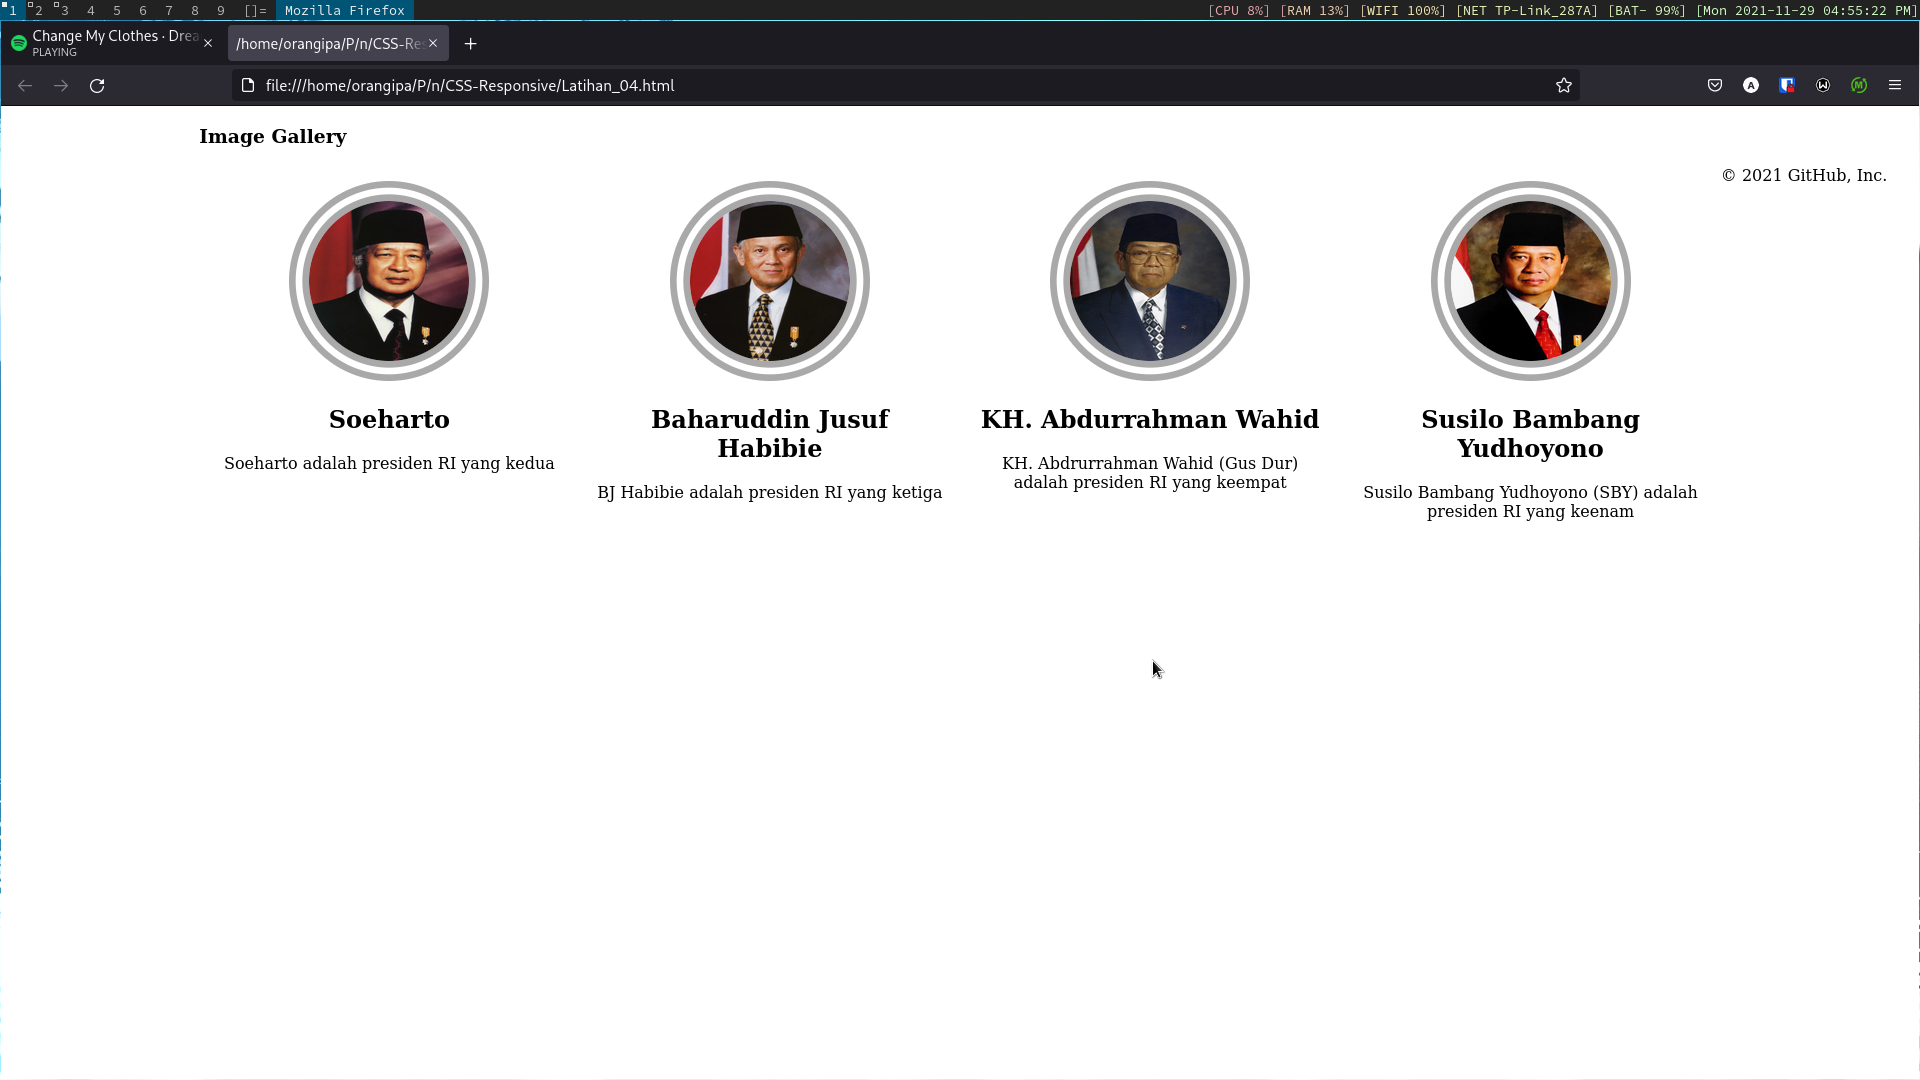 1 2 3 4 5 6 7 8 9 []= Mozilla Firefox [CPU 8%] [RAM 13%] [WIFI 100%] [NET TP-Link_287A] [BAT- 99%] [Mon 2021-11-29 04:55:22 PM]
Change My Clothes · Drea
PLAYING
/home/orangipa/P/n/CSS-Res
file:///home/orangipa/P/n/CSS-Responsive/Latihan_04.html
Image Gallery
© 2021 GitHub, Inc.
Soeharto
Soeharto adalah presiden RI yang kedua
Baharuddin Jusuf
Habibie
BJ Habibie adalah presiden RI yang ketiga
KH. Abdurrahman Wahid
KH. Abdrurrahman Wahid (Gus Dur)
adalah presiden RI yang keempat
Susilo Bambang
Yudhoyono
Susilo Bambang Yudhoyono (SBY) adalah
presiden RI yang keenam